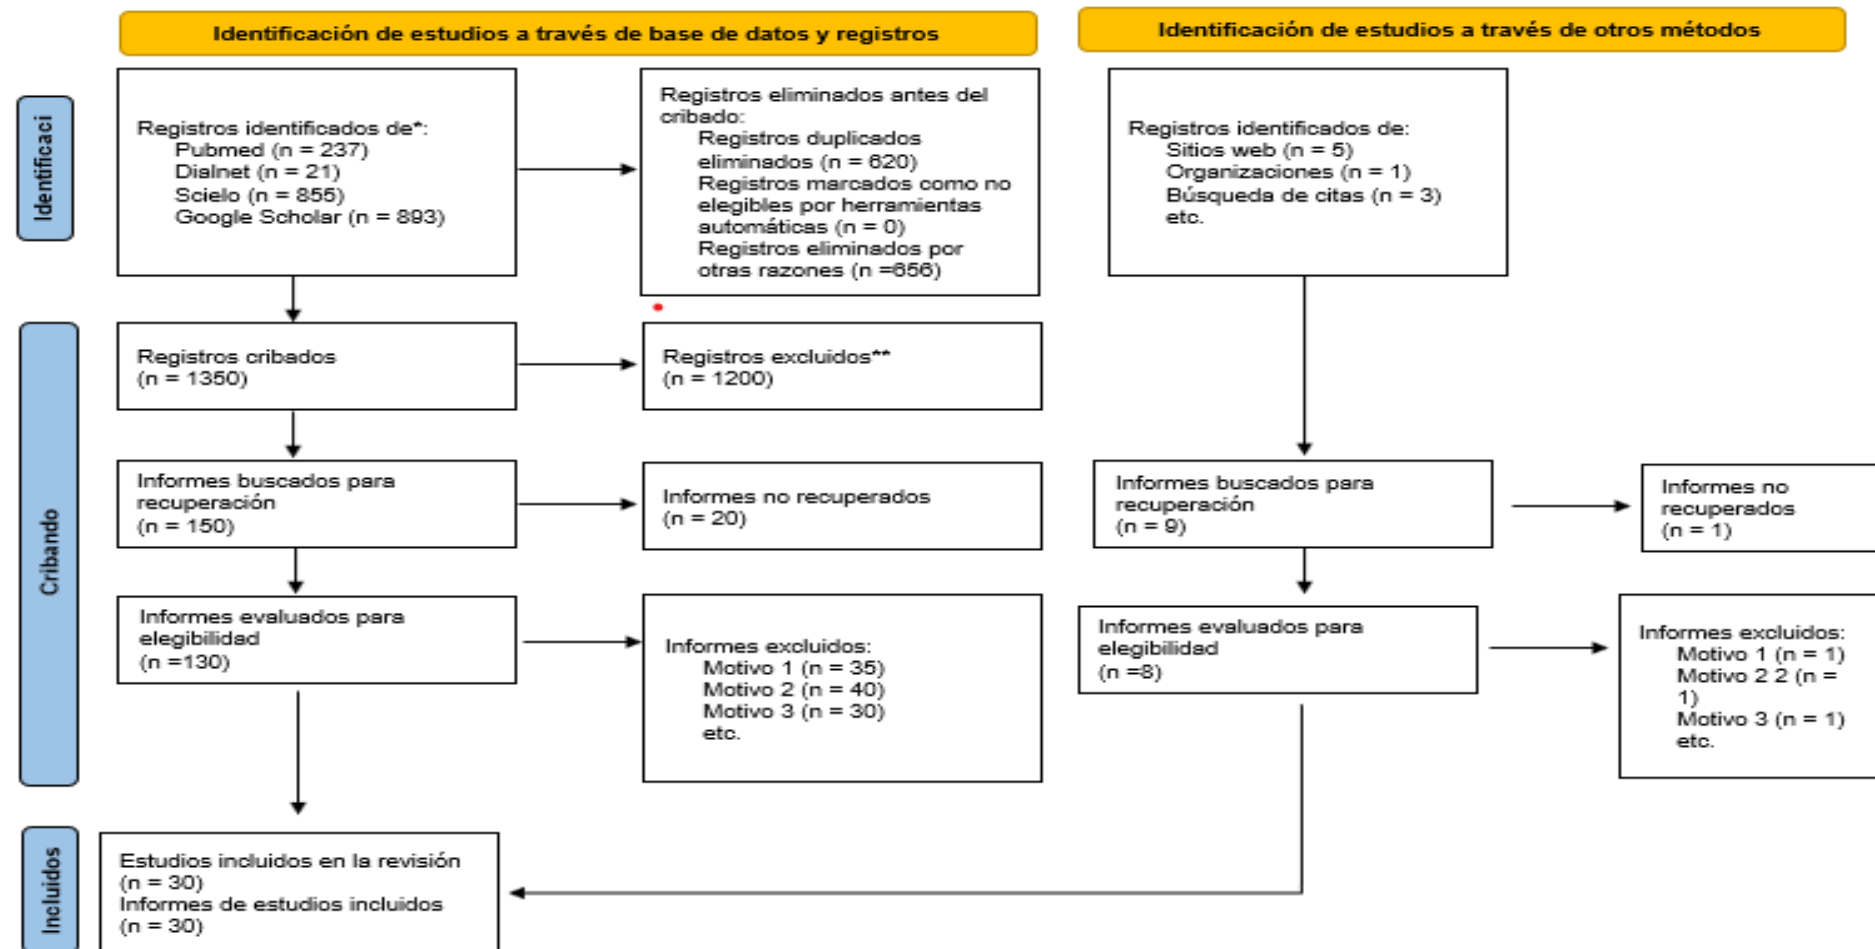 Identificación de estudios a través de base de datos y registros
Identificación de estudios a través de otros métodos
Identificaci
Registros identificados de*:
Pubmed (n = 237)
Dialnet (n = 21)
Scielo (n = 855)
Google Scholar (n = 893)
Registros eliminados antes del
cribado:
Registros duplicados
eliminados (n = 620)
Registros marcados como no
elegibles por herramientas
automáticas (n = 0)
Registros eliminados por
otras razones (n =656)
Registros identificados de:
Sitios web (n = 5)
Organizaciones (n = 1)
Búsqueda de citas (n = 3)
etc.
Cribando
Registros cribados
(n = 1350)
Registros excluidos**
(n = 1200)
Informes buscados para
recuperación
(n = 150)
Informes no recuperados
(n = 20)
Informes buscados para
recuperación
(n = 9)
Informes no
recuperados
(n = 1)
Informes evaluados para
elegibilidad
(n =130)
Informes excluidos:
Motivo 1 (n = 35)
Motivo 2 (n = 40)
Motivo 3 (n = 30)
etc.
Informes evaluados para
elegibilidad
(n =8)
Informes excluidos:
Motivo 1 (n = 1)
Motivo 2 2 (n =
1)
Motivo 3 (n = 1)
etc.
Incluidos
Estudios incluidos en la revisión
(n = 30)
Informes de estudios incluidos
(n = 30)